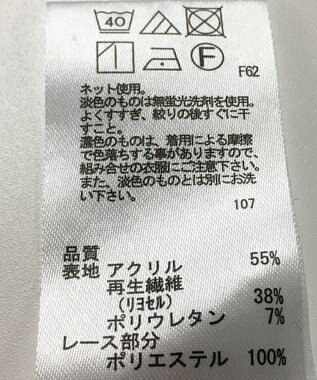 40
F
F62
ネット使用。
淡色のものは無蛍光洗剤を使用。
よくすすぎ、絞りの後すぐに干
すこと。
濃色のものは、着用による摩擦
で色落ちする事がありますので、
組み合せの衣服にご注意下さい。
また、淡色のものとは別にお洗
い下さい。
107
品質
表地 アクリル 55%
再生繊維
(リヨセル) 38%
ポリウレタン 7%
レース部分
ポリエステル 100%